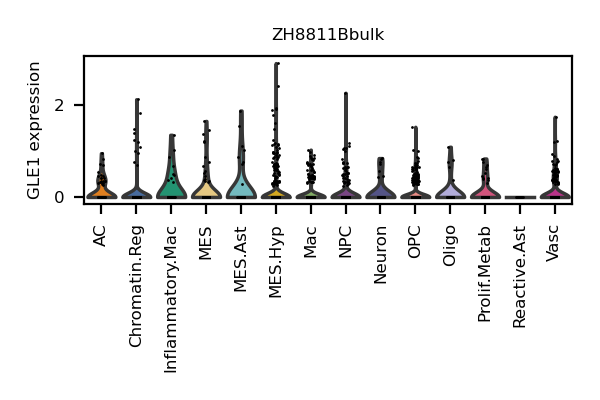 ZH8811Bbulk
GLE1 expression
2
0
AC
Chromatin.Reg
Inflammatory.Mac
MES
MES.Ast
MES.Hyp
Mac
NPC
Neuron
OPC
Oligo
Prolif.Metab
Reactive.Ast
Vasc